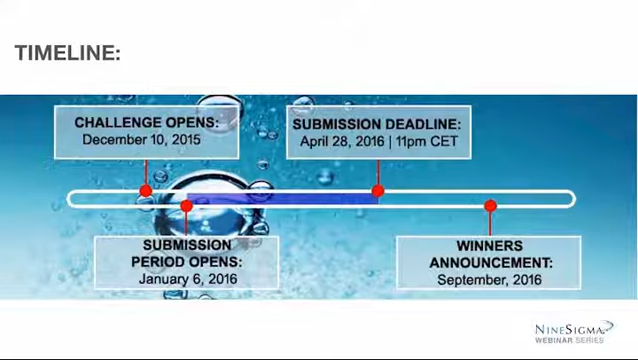 TIMELINE:
CHALLENGE OPENS:
December 10, 2015
SUBMISSION DEADLINE:
April 28, 2016 | 11pm CET
SUBMISSION
PERIOD OPENS:
January 6, 2016
WINNERS
ANNOUNCEMENT:
September, 2016
NINESIGMA
WEBINAR SERIES